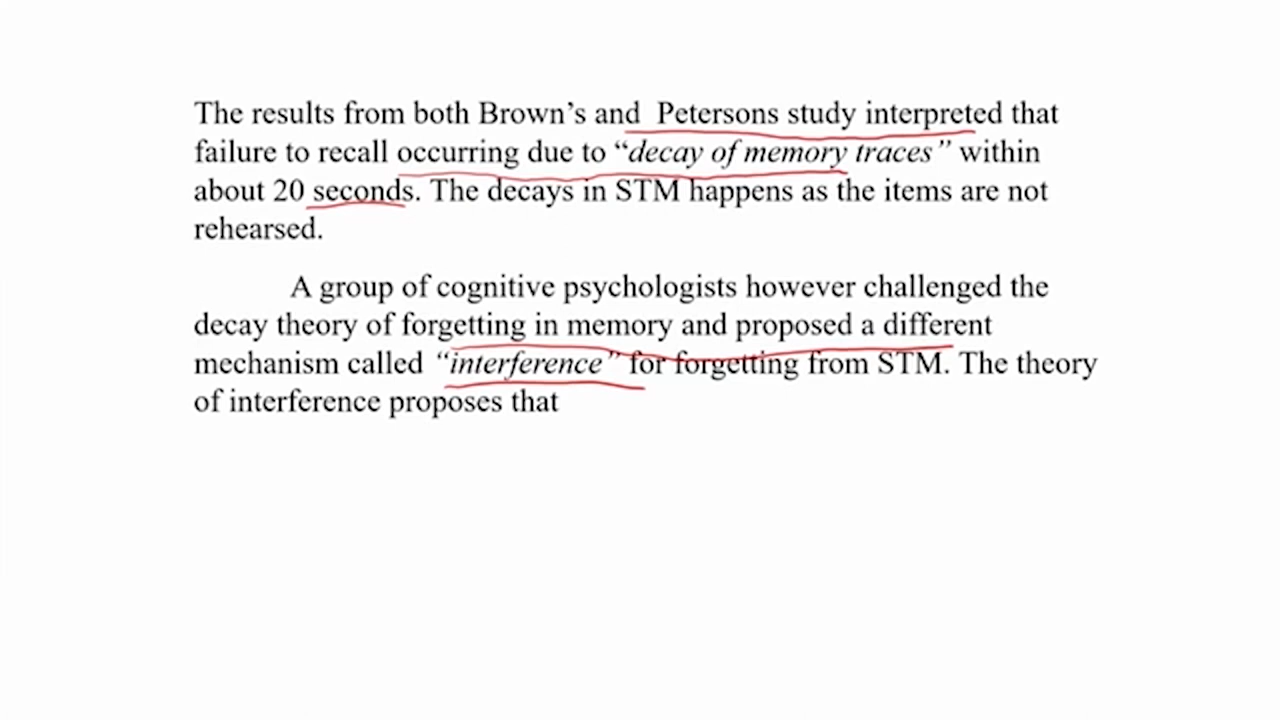 The results from both Brown’s and  Petersons study interpreted that
failure to recall occurring due to “decay of memory traces” within
about 20 seconds. The decays in STM happens as the items are not
rehearsed.
A group of cognitive psychologists however challenged the
decay theory of forgetting in memory and proposed a different
mechanism called “interference” for forgetting from STM. The theory
of interference proposes that